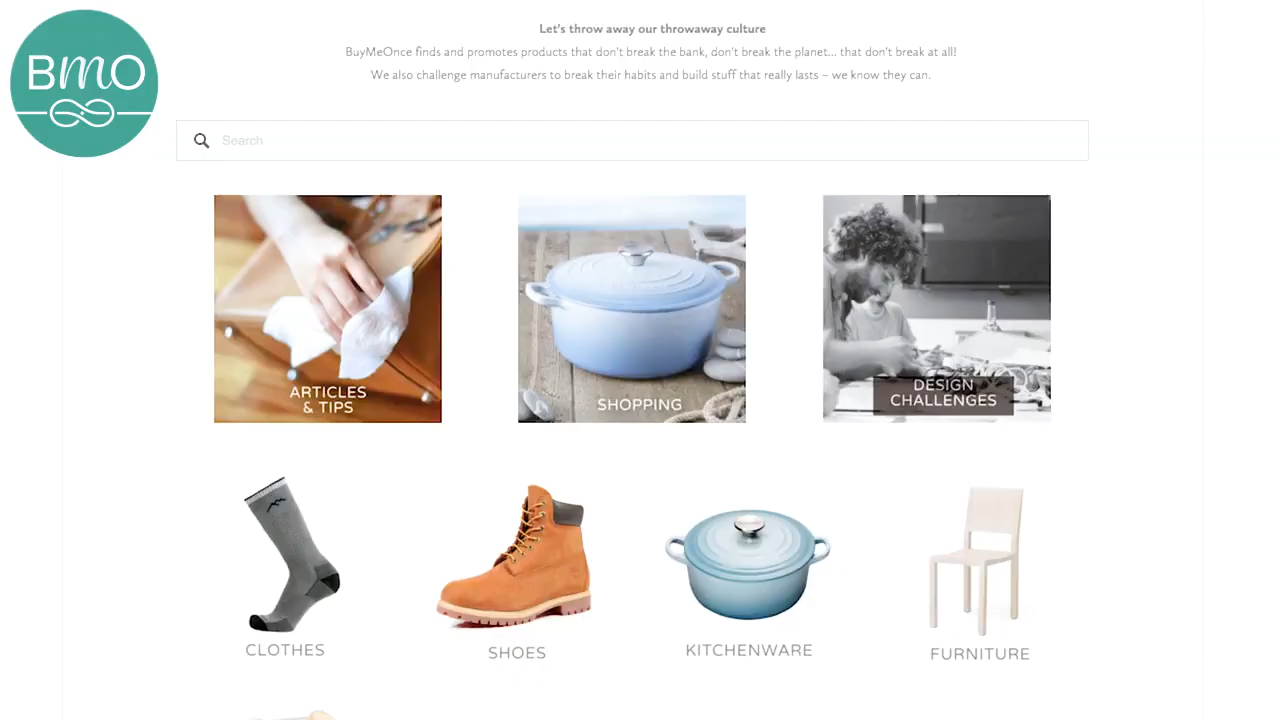 BMO
Let's throw away our throwaway culture
BuyMeOnce finds and promotes products that don't break the bank, don't break the planet... that don't break at all!
We also challenge manufacturers to break their habits and build stuff that really lasts – we know they can.
Search
ARTICLES
& TIPS
SHOPPING
DESIGN
CHALLENGES
CLOTHES
SHOES
KITCHENWARE
FURNITURE